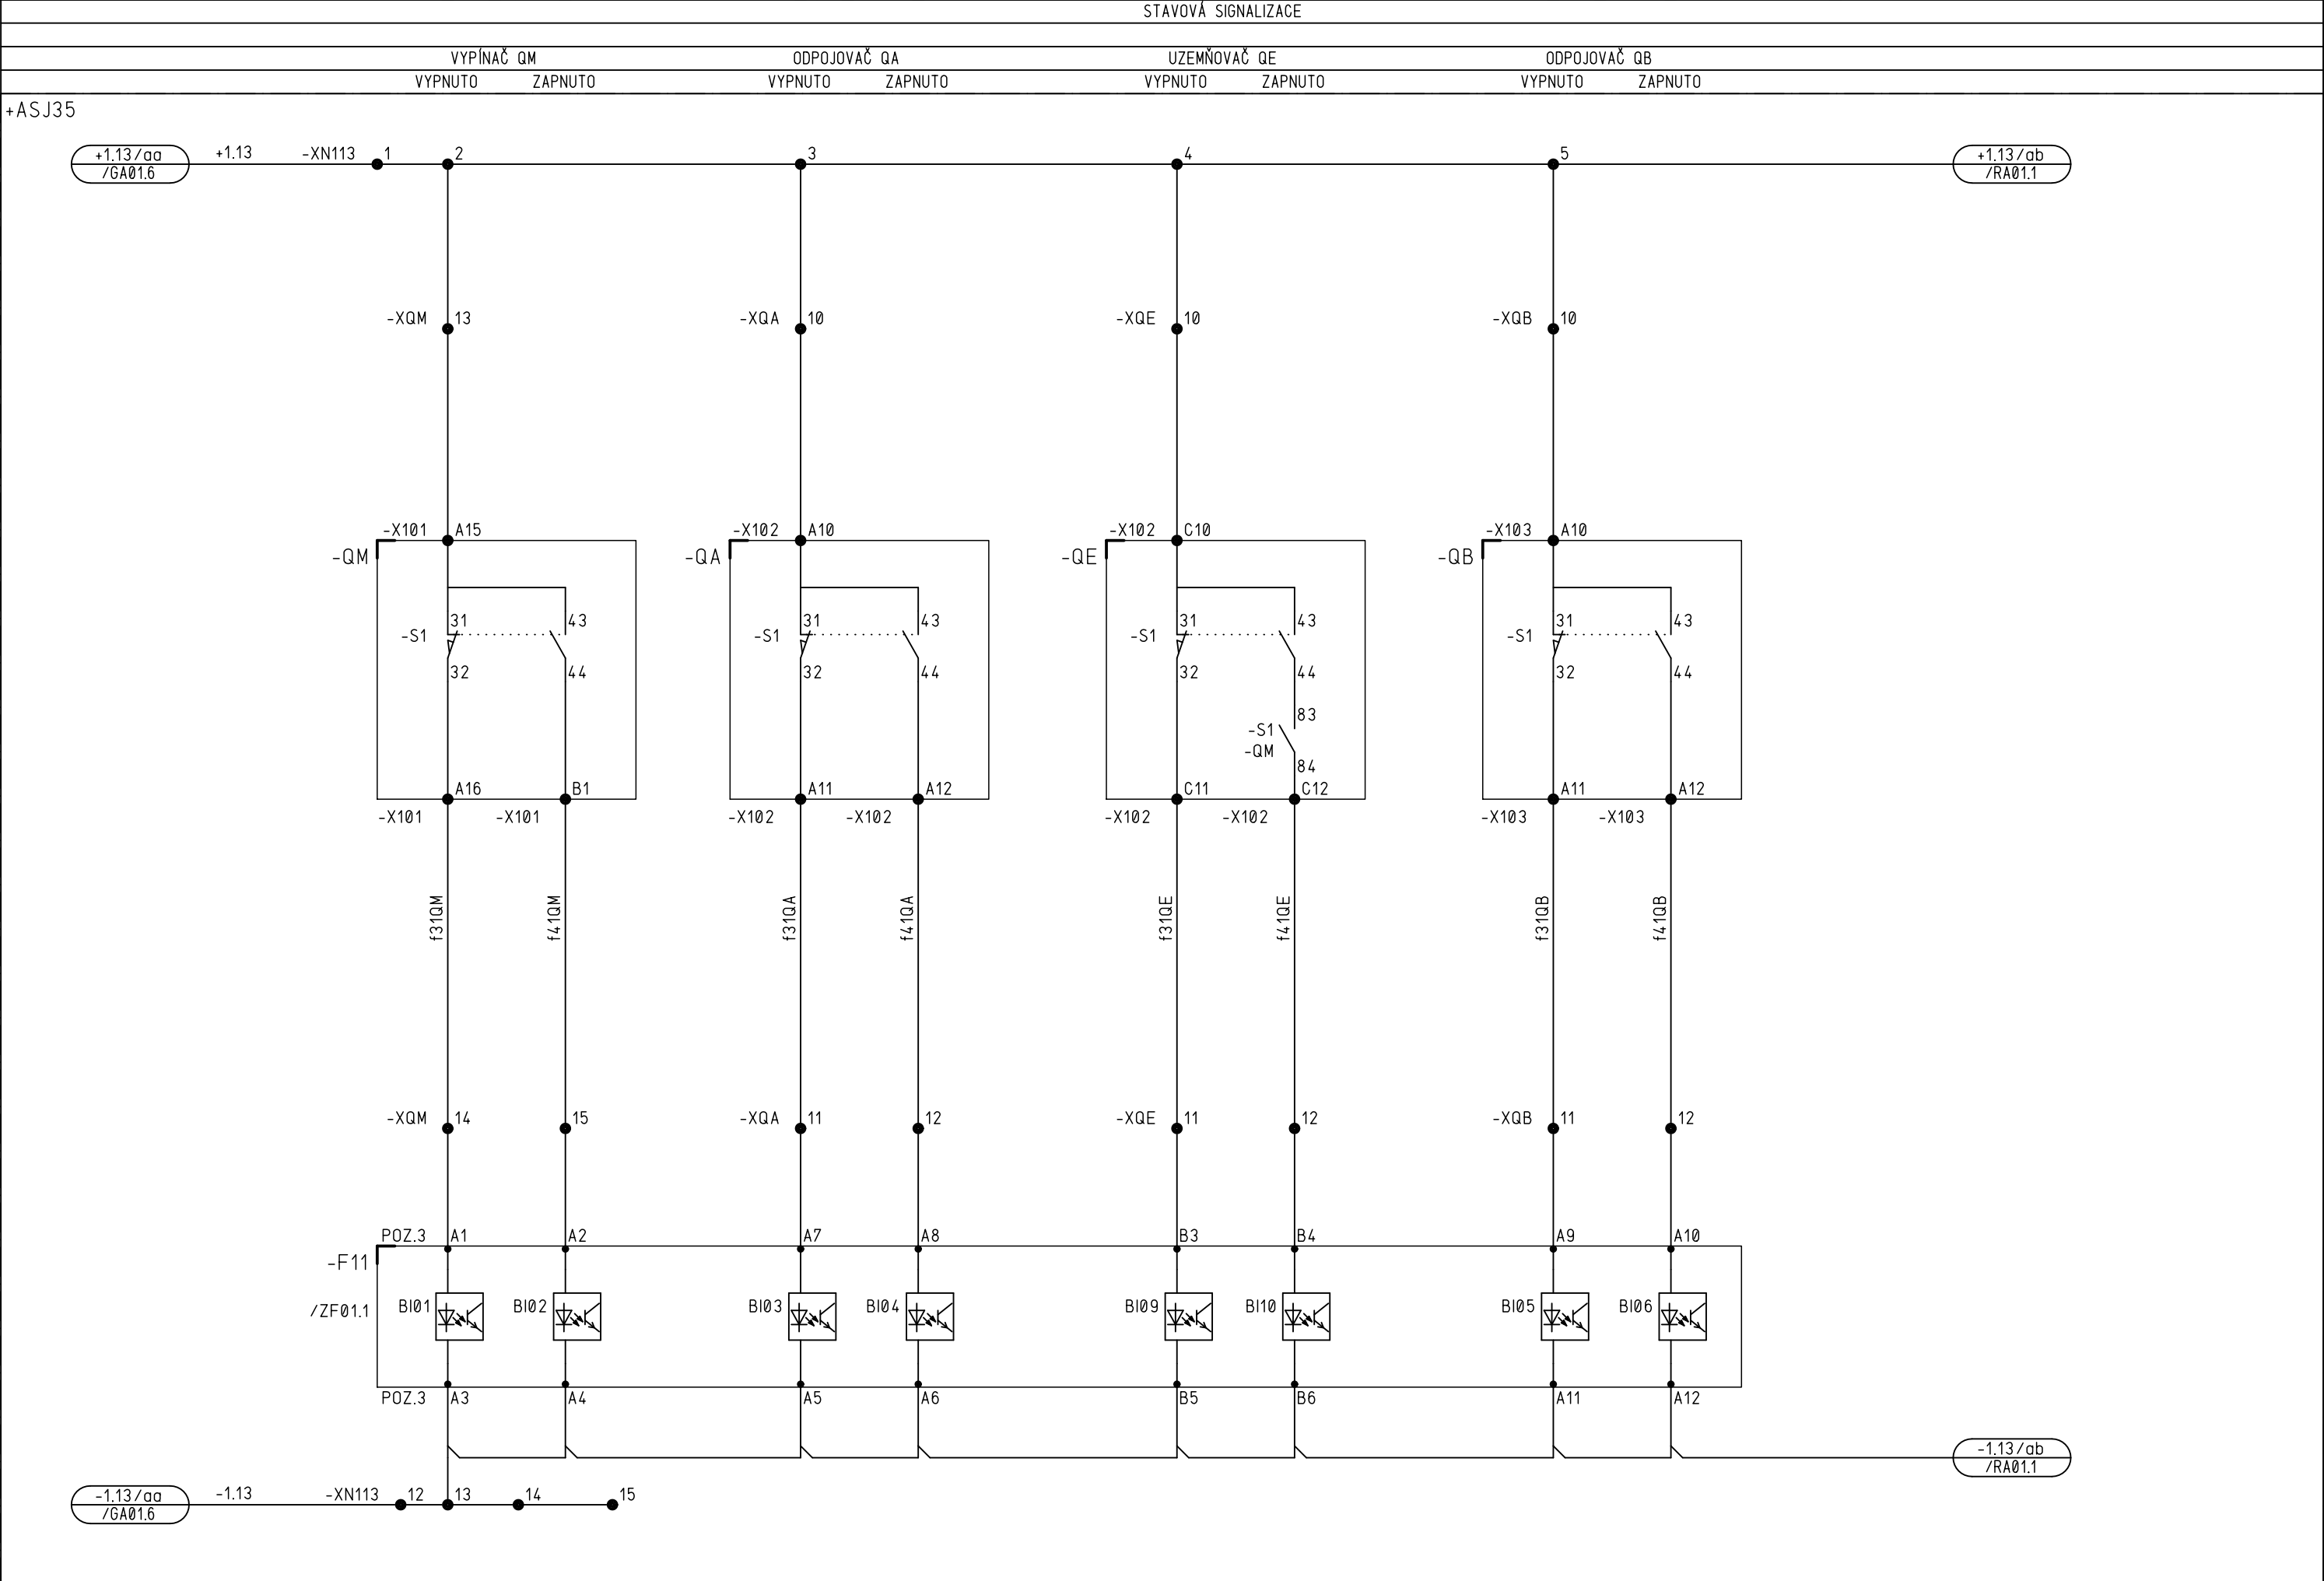 STAVOVÁ SIGNALIZACE
VYPÍNAČ QM ODPOJOVAČ QA UZEMŇOVAČ QE ODPOJOVAČ QB
VYPNUTO ZAPNUTO VYPNUTO ZAPNUTO VYPNUTO ZAPNUTO VYPNUTO ZAPNUTO
+ASJ35
+1.13/aa +1.13 -XN113 1 2 3 4 5 +1.13/ab
/GA01.6 /RA01.1
-XQM 13 -XQA 10 -XQE 10 -XQB 10
-X101 A15 -X102 A10 -X102 C10 -X103 A10
-QM -QA -QE -QB
31 43 31 43 31 43 31 43
-S1 -S1 -S1 -S1
32 44 32 44 32 44 32 44
83
-S1
-QM
84
A16 B1 A11 A12 C11 C12 A11 A12
-X101 -X101 -X102 -X102 -X102 -X102 -X103 -X103
f31QM f41QM f31QA f41QA f31QE f41QE f31QB f41QB
-XQM 14 15 -XQA 11 12 -XQE 11 12 -XQB 11 12
POZ.3 A1 A2 A7 A8 B3 B4 A9 A10
-F11
/ZF01.1 BI01 BI02 BI03 BI04 BI09 BI10 BI05 BI06
POZ.3 A3 A4 A5 A6 B5 B6 A11 A12
-1.13/ab
/RA01.1
-1.13/aa -1.13 -XN113 12 13 14 15
/GA01.6